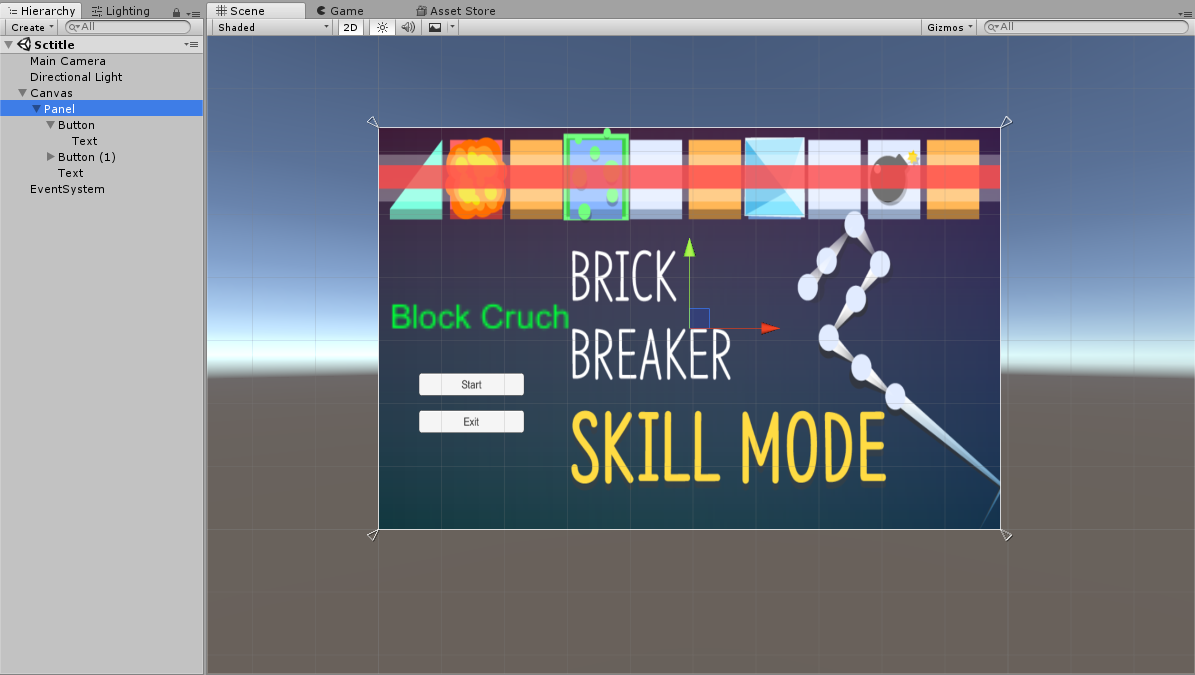 Hierarchy
Lighting
Create
All
Sctitle
Main Camera
Directional Light
Canvas
Panel
Button
Text
Button (1)
Text
EventSystem
Scene
Game
Asset Store
Shaded
2D
Gizmos
All
BRICK
BREAKER
SKILL MODE
Block Cruch
Start
Exit